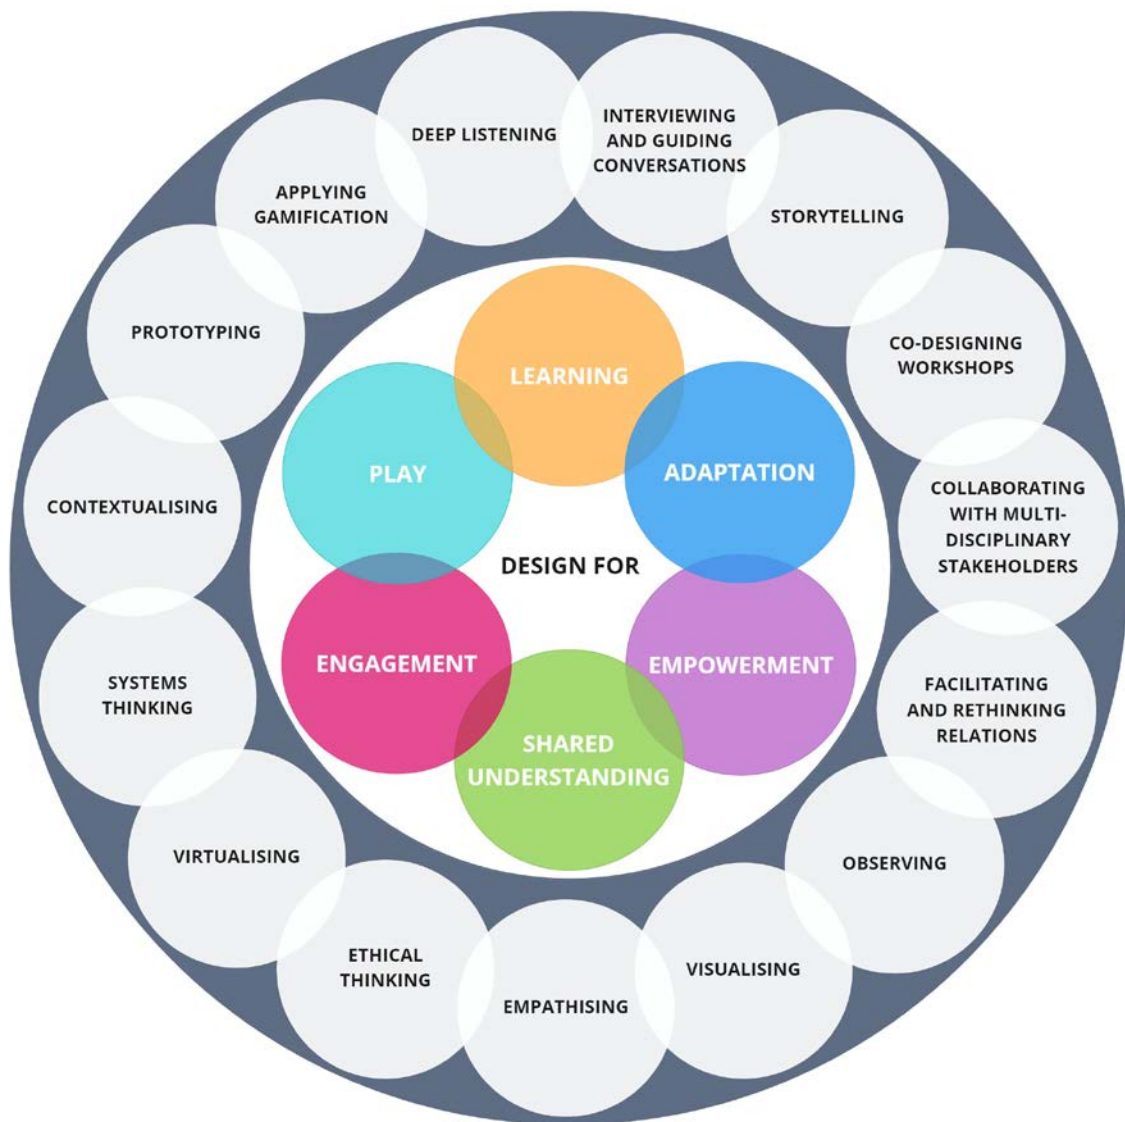 DEEP LISTENING
INTERVIEWING
AND GUIDING
CONVERSATIONS
STORYTELLING
CO-DESIGNING
WORKSHOPS
COLLABORATING
WITH MULTI-
DISCIPLINARY
STAKEHOLDERS
FACILITATING
AND RETHINKING
RELATIONS
OBSERVING
VISUALISING
EMPATHISING
ETHICAL
THINKING
VIRTUALISING
SYSTEMS
THINKING
CONTEXTUALISING
PROTOTYPING
APPLYING
GAMIFICATION
DESIGN FOR
LEARNING
ADAPTATION
EMPOWERMENT
SHARED
UNDERSTANDING
ENGAGEMENT
PLAY